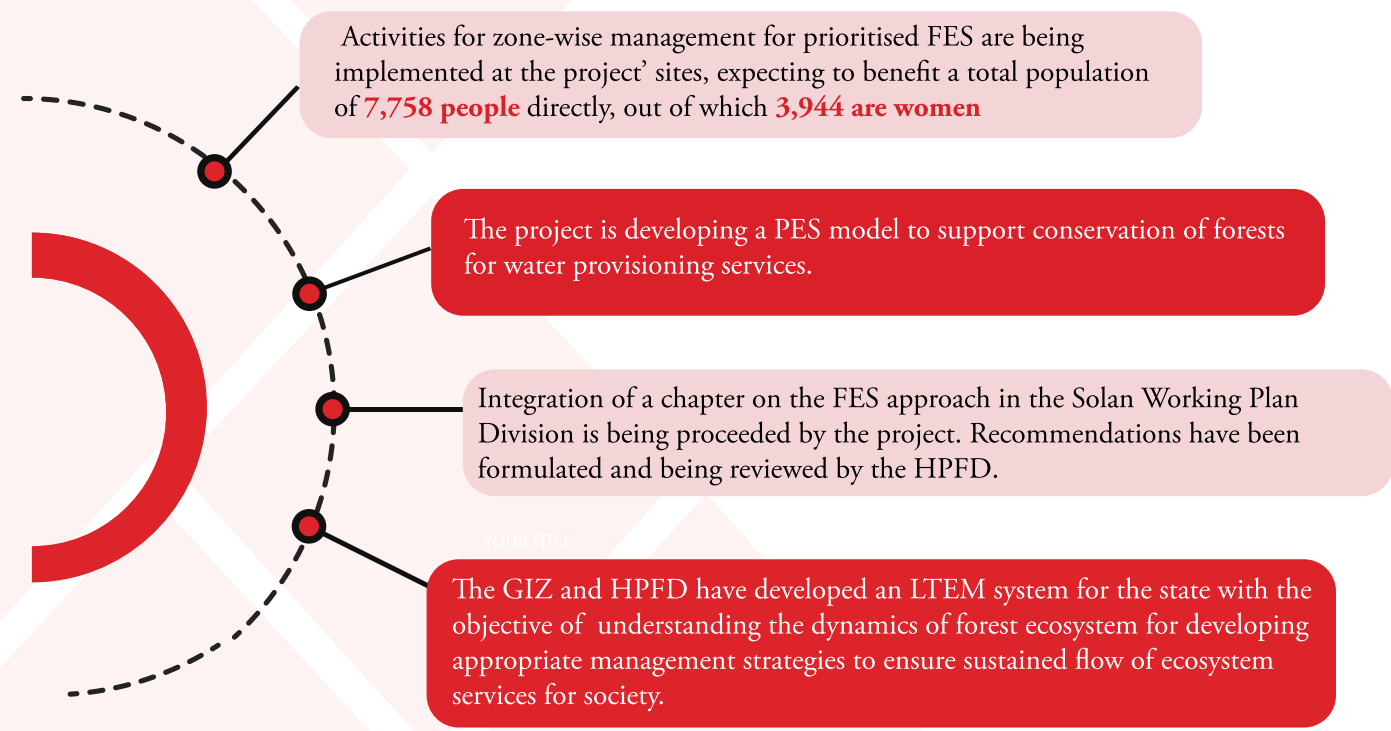 Activities for zone-wise management for prioritised FES are being
implemented at the project’ sites, expecting to benefit a total population
of 7,758 people directly, out of which 3,944 are women
The project is developing a PES model to support conservation of forests
for water provisioning services.
Integration of a chapter on the FES approach in the Solan Working Plan
Division is being proceeded by the project. Recommendations have been
formulated and being reviewed by the HPFD.
YOUR TITLE
The GIZ and HPFD have developed an LTEM system for the state with the
objective of understanding the dynamics of forest ecosystem for developing
appropriate management strategies to ensure sustained flow of ecosystem
services for society.